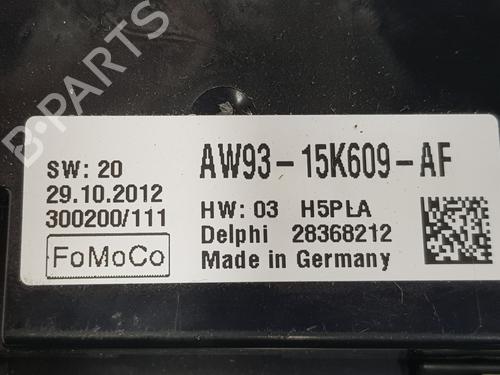 B-PARTS
AW93-15K609-AF
SW: 20
29.10.2012
300200/111
FoMoCo
HW: 03 H5PLA
Delphi 28368212
Made in Germany